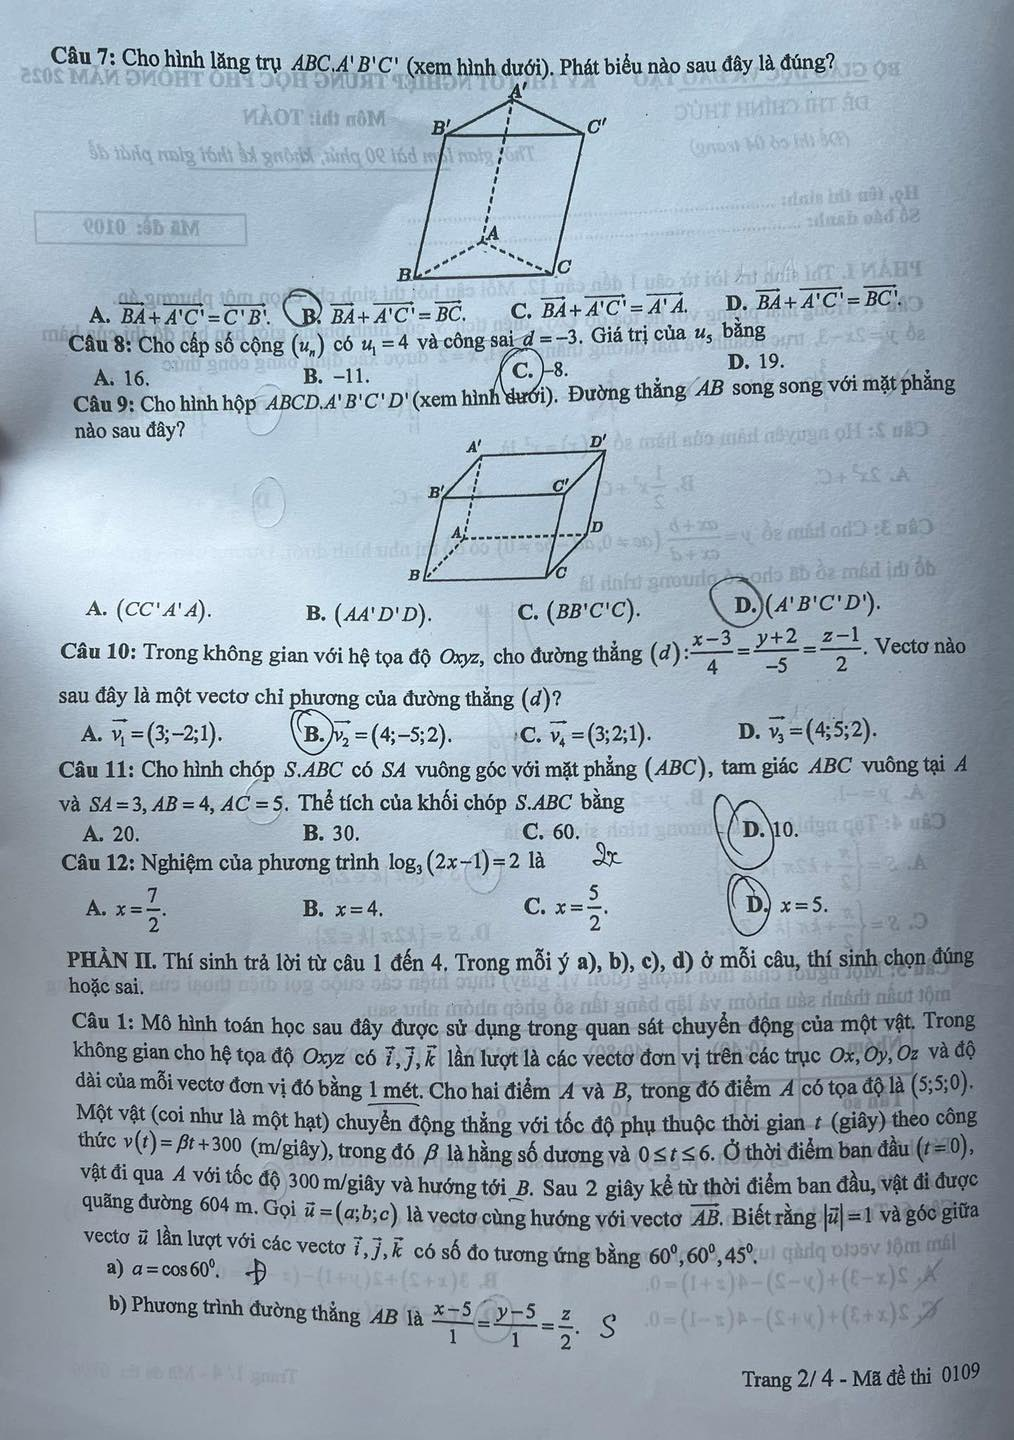 Câu 7: Cho hình lăng trụ ABC.A'B'C' (xem hình dưới). Phát biểu nào sau đây là đúng?
A'
B'
C'
A
B
C
A. \overrightarrow{BA}+\overrightarrow{A'C'}=\overrightarrow{C'B'}. B. \overrightarrow{BA}+\overrightarrow{A'C'}=\overrightarrow{BC}. C. \overrightarrow{BA}+\overrightarrow{A'C'}=\overrightarrow{A'A}. D. \overrightarrow{BA}+\overrightarrow{A'C'}=\overrightarrow{BC'}.
Câu 8: Cho cấp số cộng (uₙ) có u₁ = 4 và công sai d = −3. Giá trị của u₅ bằng
A. 16. B. −11. C. −8. D. 19.
Câu 9: Cho hình hộp ABCD.A'B'C'D' (xem hình dưới). Đường thẳng AB song song với mặt phẳng
nào sau đây?
A'
D'
B'
C'
A
D
B
C
A. (CC'A'A). B. (AA'D'D). C. (BB'C'C). D. (A'B'C'D').
Câu 10: Trong không gian với hệ tọa độ Oxyz, cho đường thẳng (d): \frac{x−3}{4} = \frac{y+2}{−5} = \frac{z−1}{2}. Vectơ nào
sau đây là một vectơ chỉ phương của đường thẳng (d)?
A. \overrightarrow{v₁} = (3;−2;1). B. \overrightarrow{v₂} = (4;−5;2). C. \overrightarrow{v₄} = (3;2;1). D. \overrightarrow{v₃} = (4;5;2).
Câu 11: Cho hình chóp S.ABC có SA vuông góc với mặt phẳng (ABC), tam giác ABC vuông tại A
và SA = 3, AB = 4, AC = 5. Thể tích của khối chóp S.ABC bằng
A. 20. B. 30. C. 60. D. 10.
Câu 12: Nghiệm của phương trình log₃(2x−1) = 2 là 2x
A. x = \frac{7}{2}. B. x = 4. C. x = \frac{5}{2}. D. x = 5.
PHẦN II. Thí sinh trả lời từ câu 1 đến 4. Trong mỗi ý a), b), c), d) ở mỗi câu, thí sinh chọn đúng
hoặc sai.
Câu 1: Mô hình toán học sau đây được sử dụng trong quan sát chuyển động của một vật. Trong
không gian cho hệ tọa độ Oxyz có \vec{i}, \vec{j}, \vec{k} lần lượt là các vectơ đơn vị trên các trục Ox, Oy, Oz và độ
dài của mỗi vectơ đơn vị đó bằng 1 mét. Cho hai điểm A và B, trong đó điểm A có tọa độ là (5;5;0).
Một vật (coi như là một hạt) chuyển động thẳng với tốc độ phụ thuộc thời gian t (giây) theo công
thức v(t) = βt + 300 (m/giây), trong đó β là hằng số dương và 0 ≤ t ≤ 6. Ở thời điểm ban đầu (t = 0),
vật đi qua A với tốc độ 300 m/giây và hướng tới B. Sau 2 giây kể từ thời điểm ban đầu, vật đi được
quãng đường 604 m. Gọi \vec{u} = (a;b;c) là vectơ cùng hướng với vectơ \overrightarrow{AB}. Biết rằng |\vec{u}| = 1 và góc giữa
vectơ \vec{u} lần lượt với các vectơ \vec{i}, \vec{j}, \vec{k} có số đo tương ứng bằng 60⁰, 60⁰, 45⁰.
a) a = cos60⁰. Đ
b) Phương trình đường thẳng AB là \frac{x−5}{1} = \frac{y−5}{1} = \frac{z}{2}. S
Trang 2/ 4 - Mã đề thi 0109